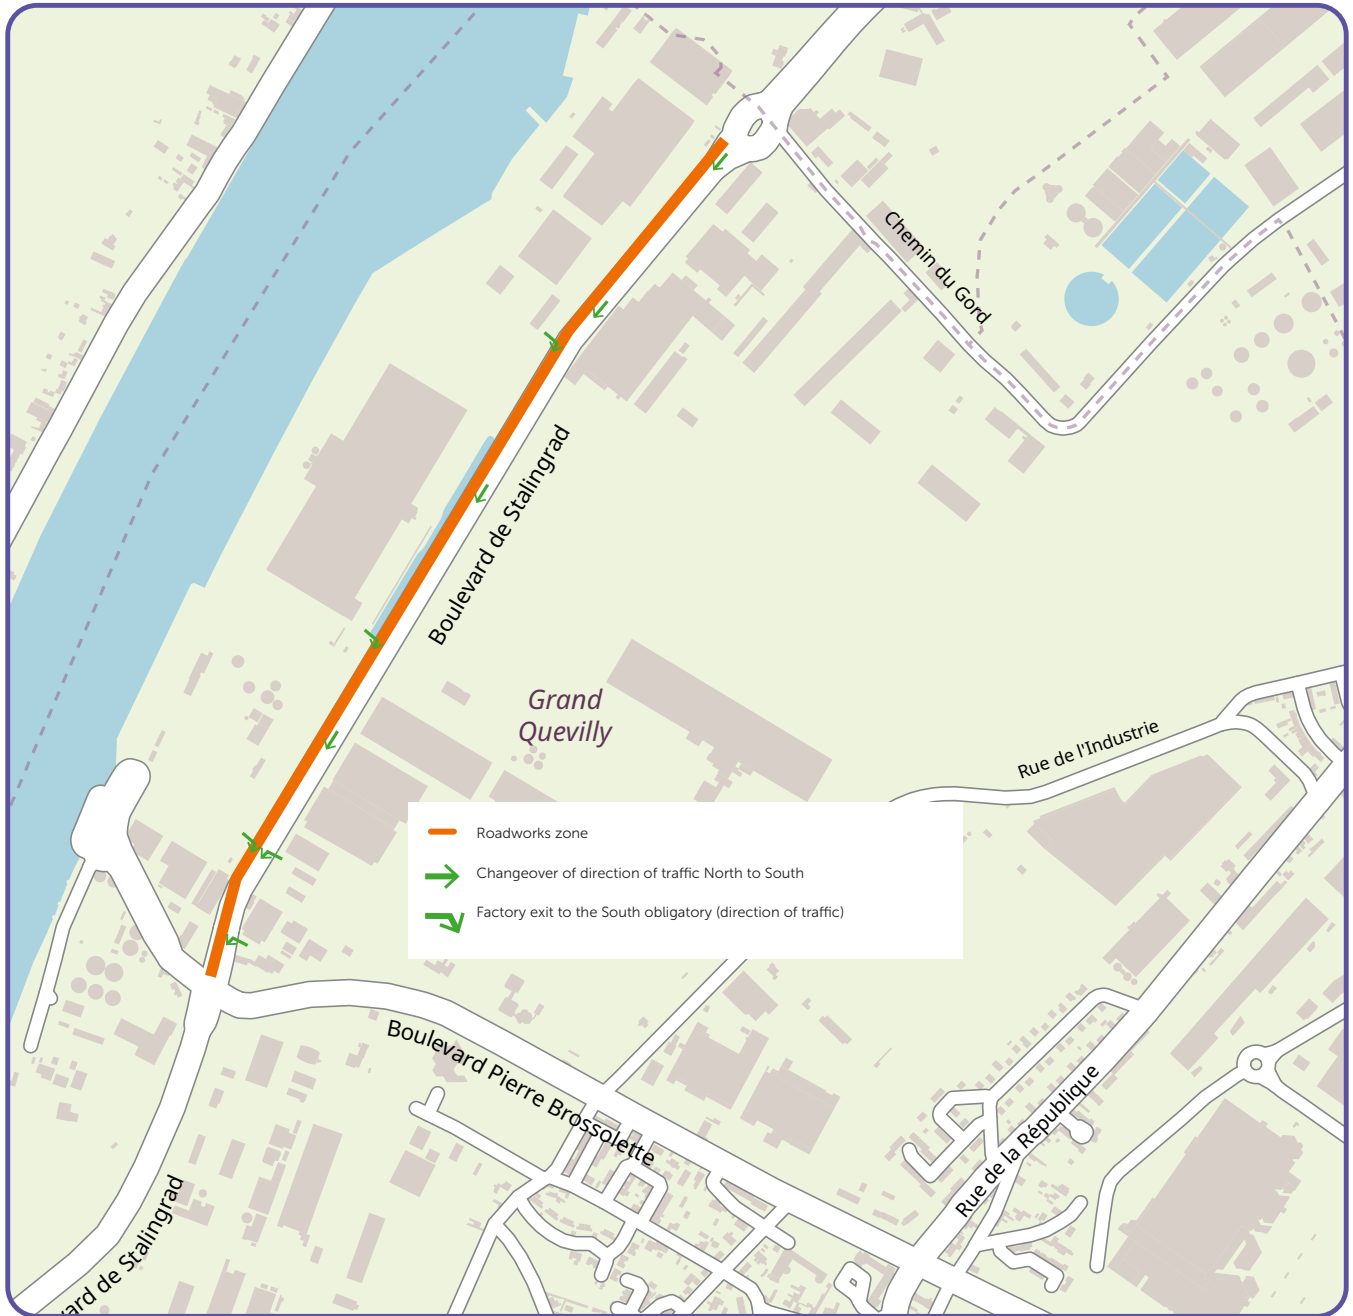 Chemin du Gord
Boulevard de Stalingrad
Grand
Quevilly
Rue de l'Industrie
Roadworks zone
Changeover of direction of traffic North to South
Factory exit to the South obligatory (direction of traffic)
Boulevard Pierre Brossolette
Rue de la République
ard de Stalingrad